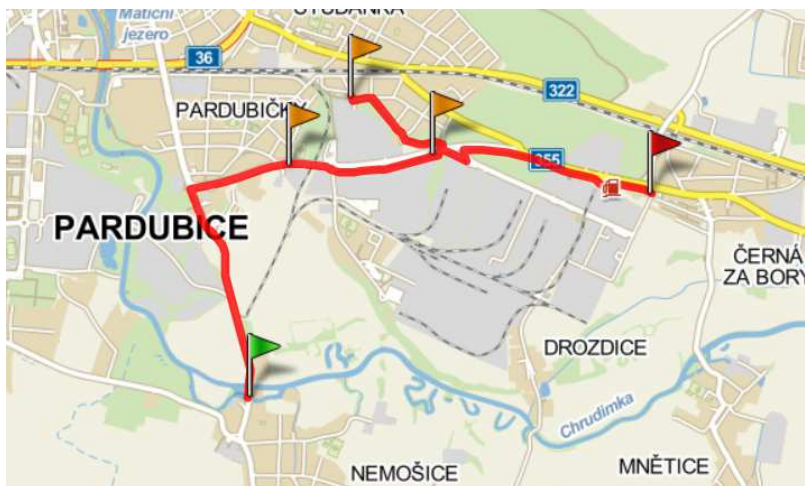 STUDÁNKA
Matiční
jezero
36
322
PARDUBIČKY
355
PARDUBICE
ČERNÁ
ZA BORY
DROZDICE
Chrudimka
NEMOŠICE
MNĚTICE